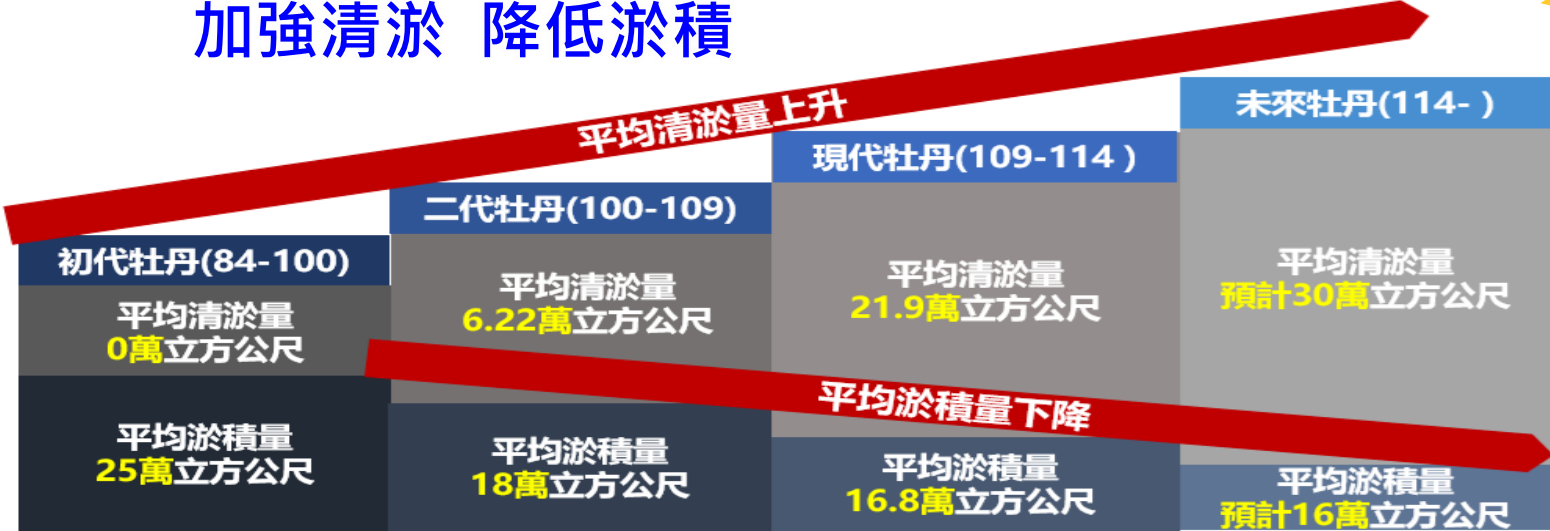 加強清淤 降低淤積
平均清淤量上升
初代牡丹(84-100)
平均清淤量
0萬立方公尺
平均淤積量
25萬立方公尺
二代牡丹(100-109)
平均清淤量
6.22萬立方公尺
平均淤積量
18萬立方公尺
現代牡丹(109-114 )
平均清淤量
21.9萬立方公尺
平均淤積量
16.8萬立方公尺
未來牡丹(114- )
平均清淤量
預計30萬立方公尺
平均淤積量
預計16萬立方公尺
平均淤積量下降